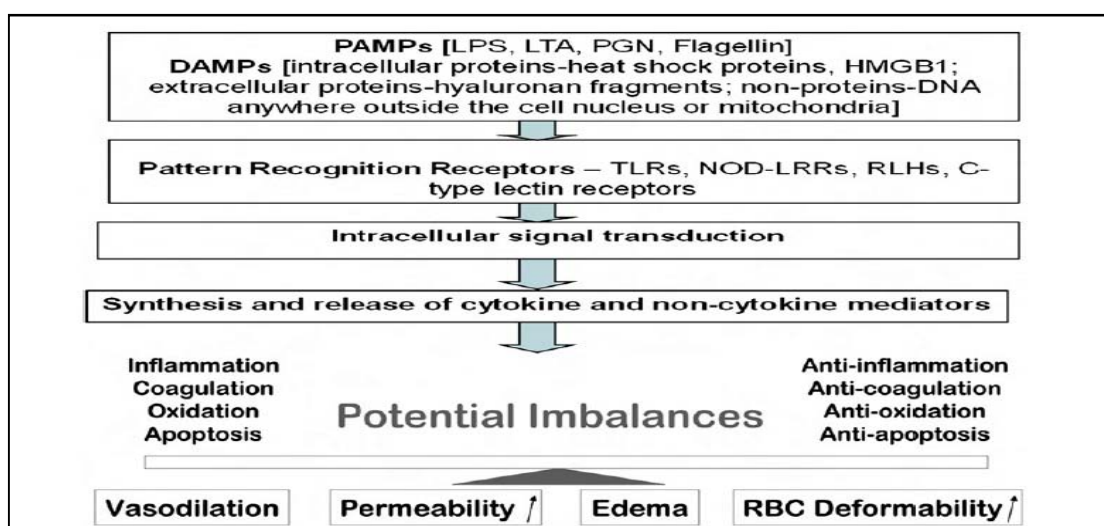 PAMPs [LPS, LTA, PGN, Flagellin]
DAMPs [intracellular proteins-heat shock proteins, HMGB1;
extracellular proteins-hyaluronan fragments; non-proteins-DNA
anywhere outside the cell nucleus or mitochondria]
Pattern Recognition Receptors – TLRs, NOD-LRRs, RLHs, C-
type lectin receptors
Intracellular signal transduction
Synthesis and release of cytokine and non-cytokine mediators
Inflammation
Coagulation
Oxidation
Apoptosis
Potential Imbalances
Anti-inflammation
Anti-coagulation
Anti-oxidation
Anti-apoptosis
Vasodilation
Permeability ↑
Edema
RBC Deformability ↑